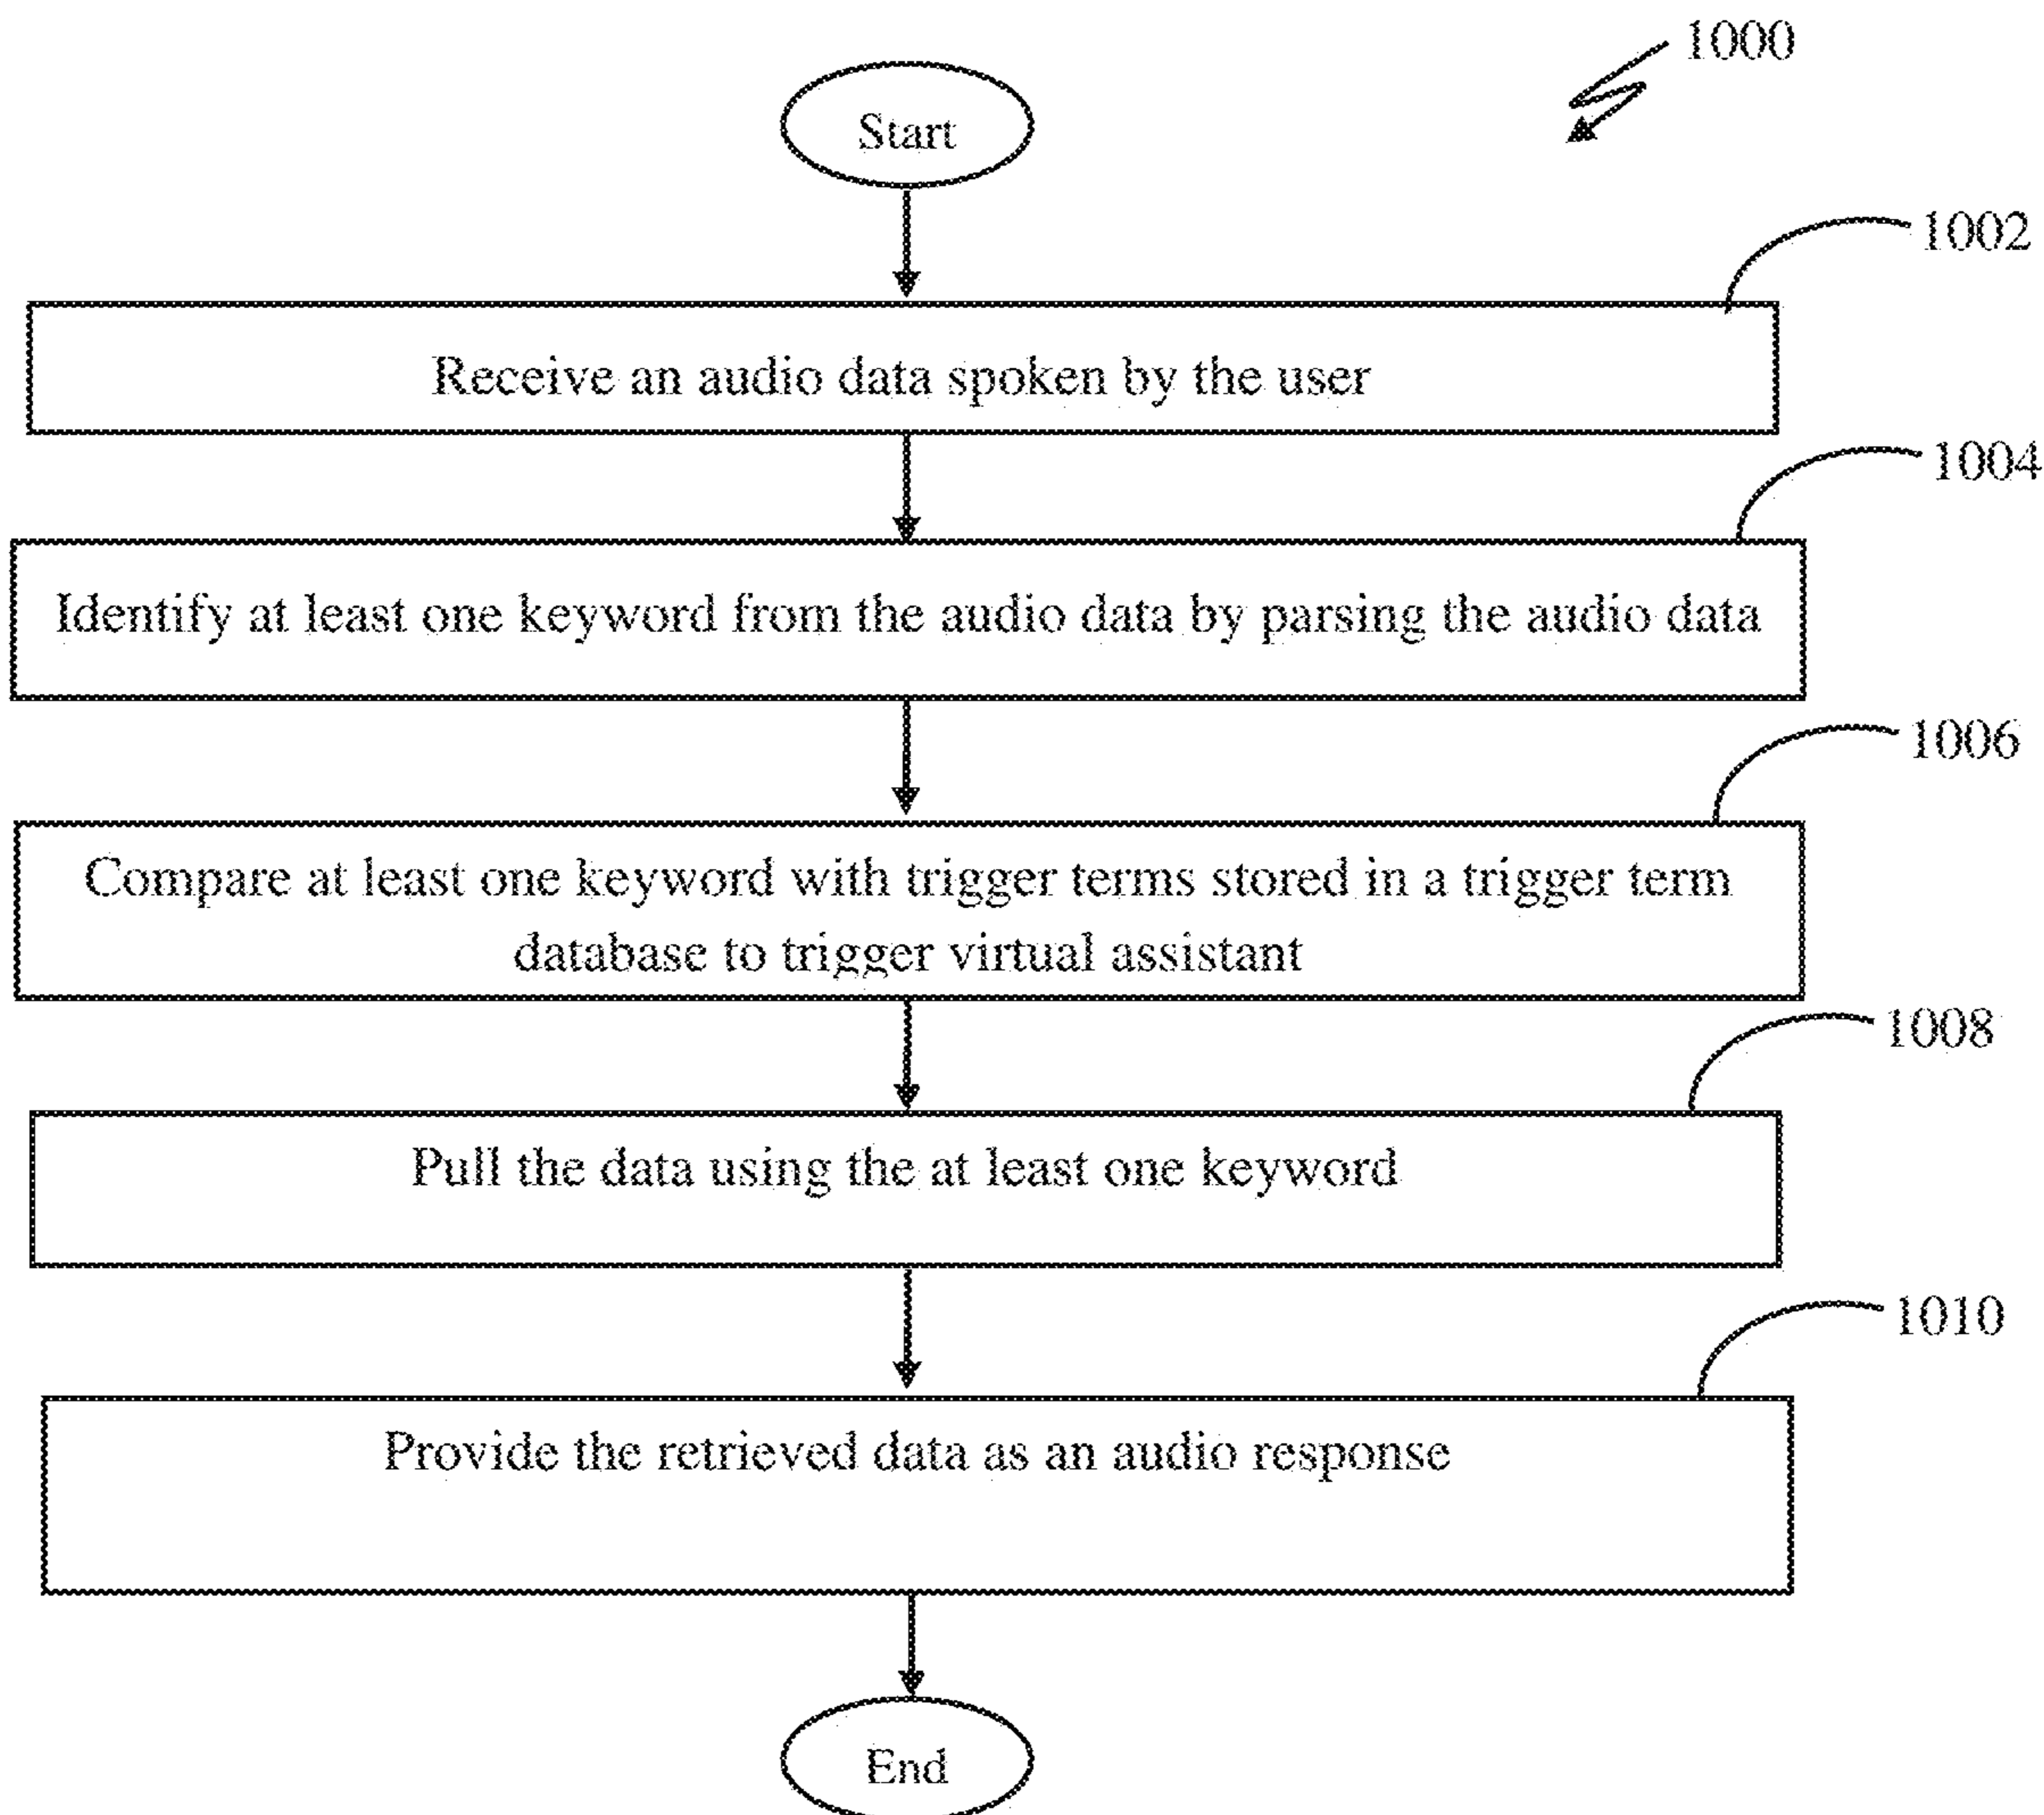 1000
Start
1002
Receive an audio data spoken by the user
1004
Identify at least one keyword from the audio data by parsing the audio data
1006
Compare at least one keyword with trigger terms stored in a trigger term
database to trigger virtual assistant
1008
Pull the data using the at least one keyword
1010
Provide the retrieved data as an audio response
End